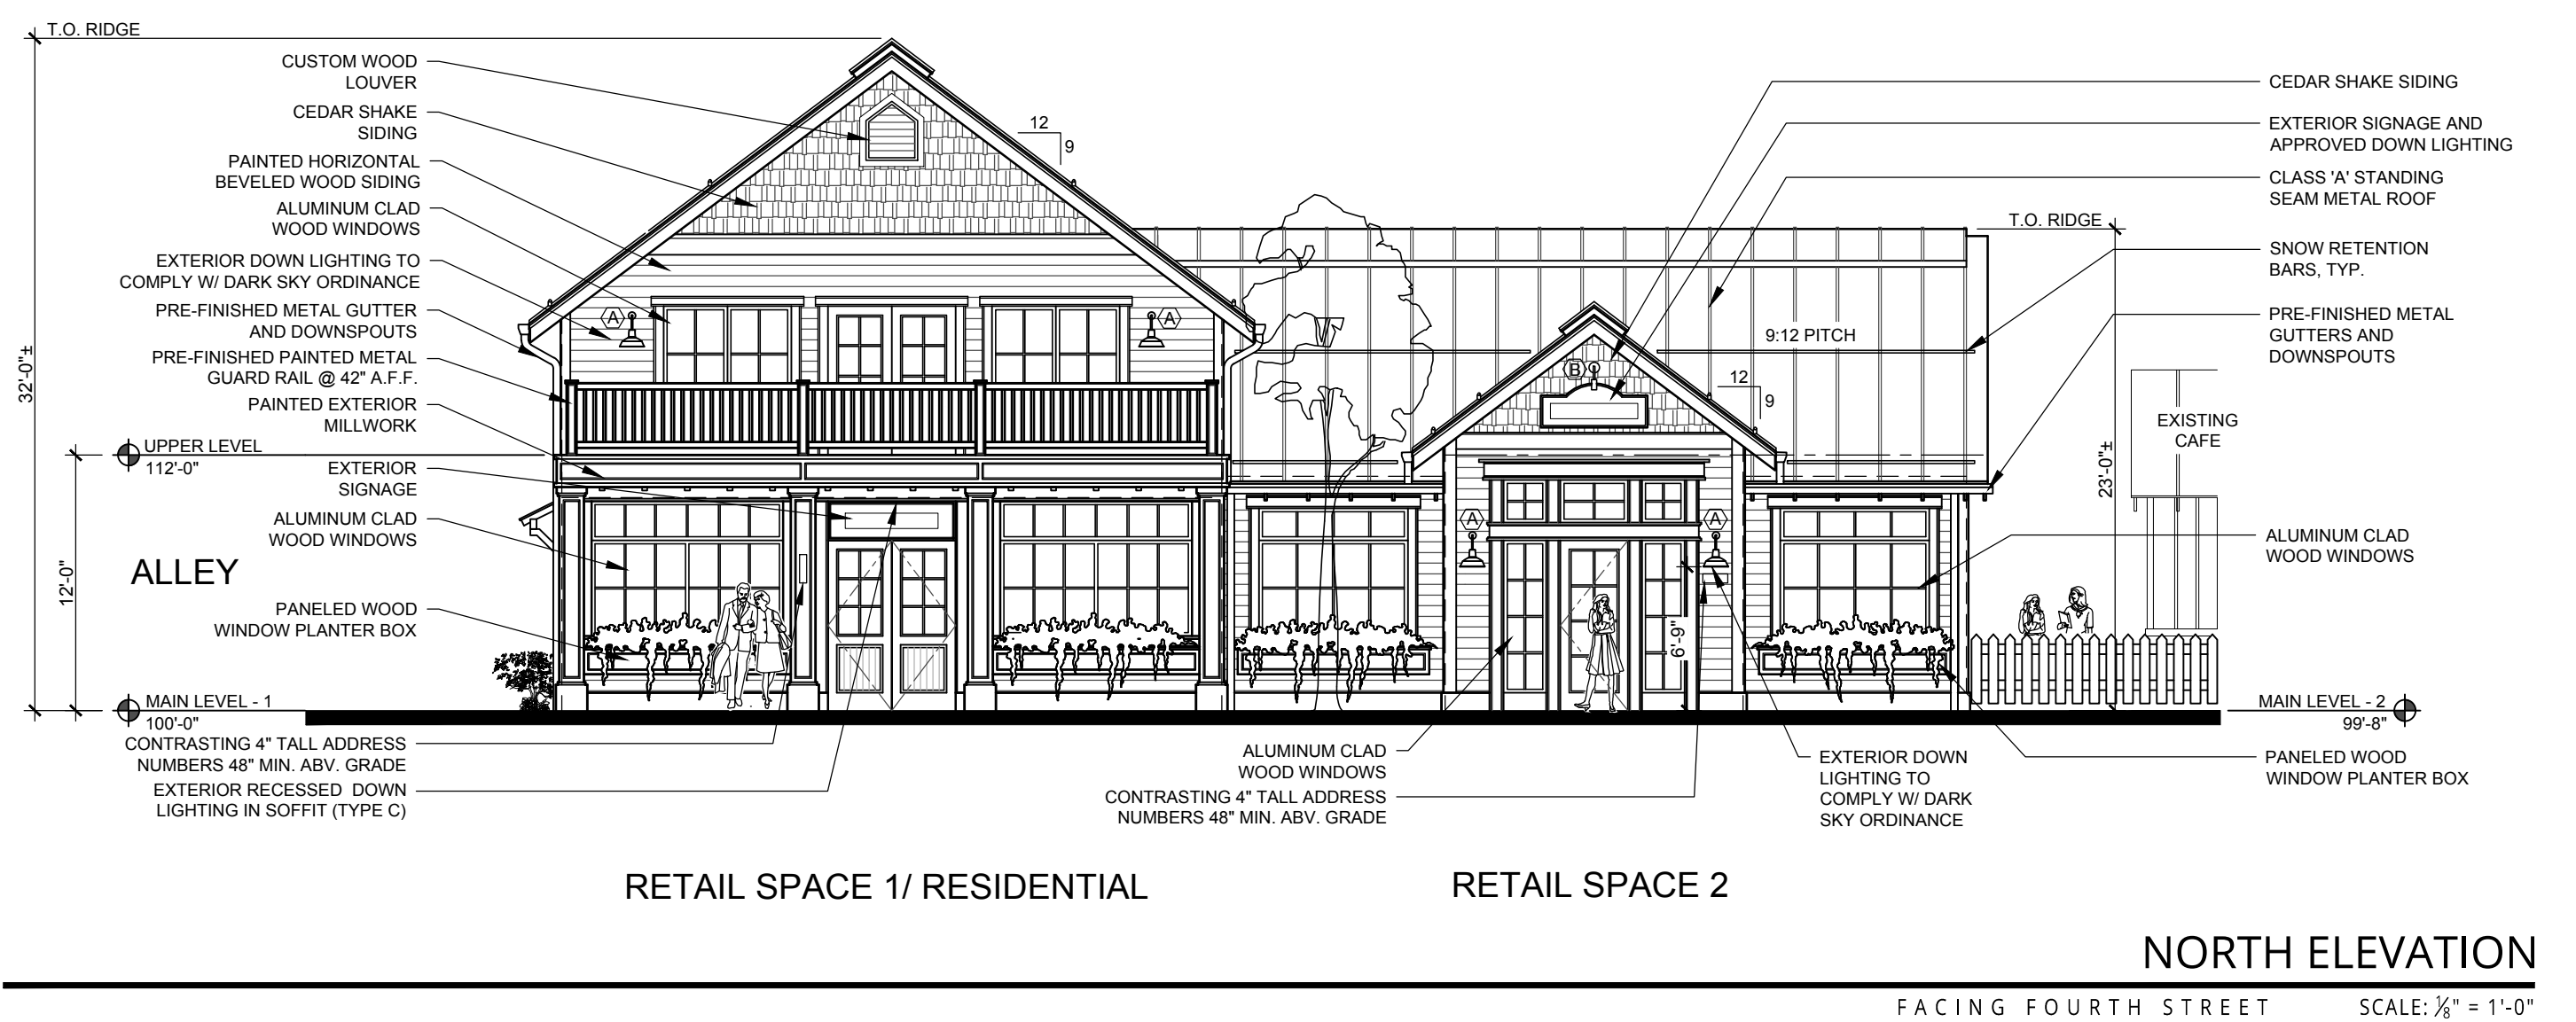 T.O. RIDGE
CUSTOM WOOD
LOUVER
CEDAR SHAKE
SIDING
PAINTED HORIZONTAL
BEVELED WOOD SIDING
ALUMINUM CLAD
WOOD WINDOWS
EXTERIOR DOWN LIGHTING TO
COMPLY W/ DARK SKY ORDINANCE
PRE-FINISHED METAL GUTTER
AND DOWNSPOUTS
PRE-FINISHED PAINTED METAL
GUARD RAIL @ 42" A.F.F.
PAINTED EXTERIOR
MILLWORK
32'-0"±
UPPER LEVEL
112'-0"
EXTERIOR
SIGNAGE
ALUMINUM CLAD
WOOD WINDOWS
ALLEY
12'-0"
PANELED WOOD
WINDOW PLANTER BOX
MAIN LEVEL - 1
100'-0"
CONTRASTING 4" TALL ADDRESS
NUMBERS 48" MIN. ABV. GRADE
EXTERIOR RECESSED DOWN
LIGHTING IN SOFFIT (TYPE C)
12
9
A
A
9:12 PITCH
B
12
9
A
A
6'-9"
CEDAR SHAKE SIDING
EXTERIOR SIGNAGE AND
APPROVED DOWN LIGHTING
CLASS 'A' STANDING
SEAM METAL ROOF
T.O. RIDGE
SNOW RETENTION
BARS, TYP.
PRE-FINISHED METAL
GUTTERS AND
DOWNSPOUTS
EXISTING
CAFE
23'-0"±
ALUMINUM CLAD
WOOD WINDOWS
MAIN LEVEL - 2
99'-8"
PANELED WOOD
WINDOW PLANTER BOX
ALUMINUM CLAD
WOOD WINDOWS
CONTRASTING 4" TALL ADDRESS
NUMBERS 48" MIN. ABV. GRADE
EXTERIOR DOWN
LIGHTING TO
COMPLY W/ DARK
SKY ORDINANCE
RETAIL SPACE 1/ RESIDENTIAL
RETAIL SPACE 2
NORTH ELEVATION
FACING FOURTH STREET
SCALE: ⅛" = 1'-0"